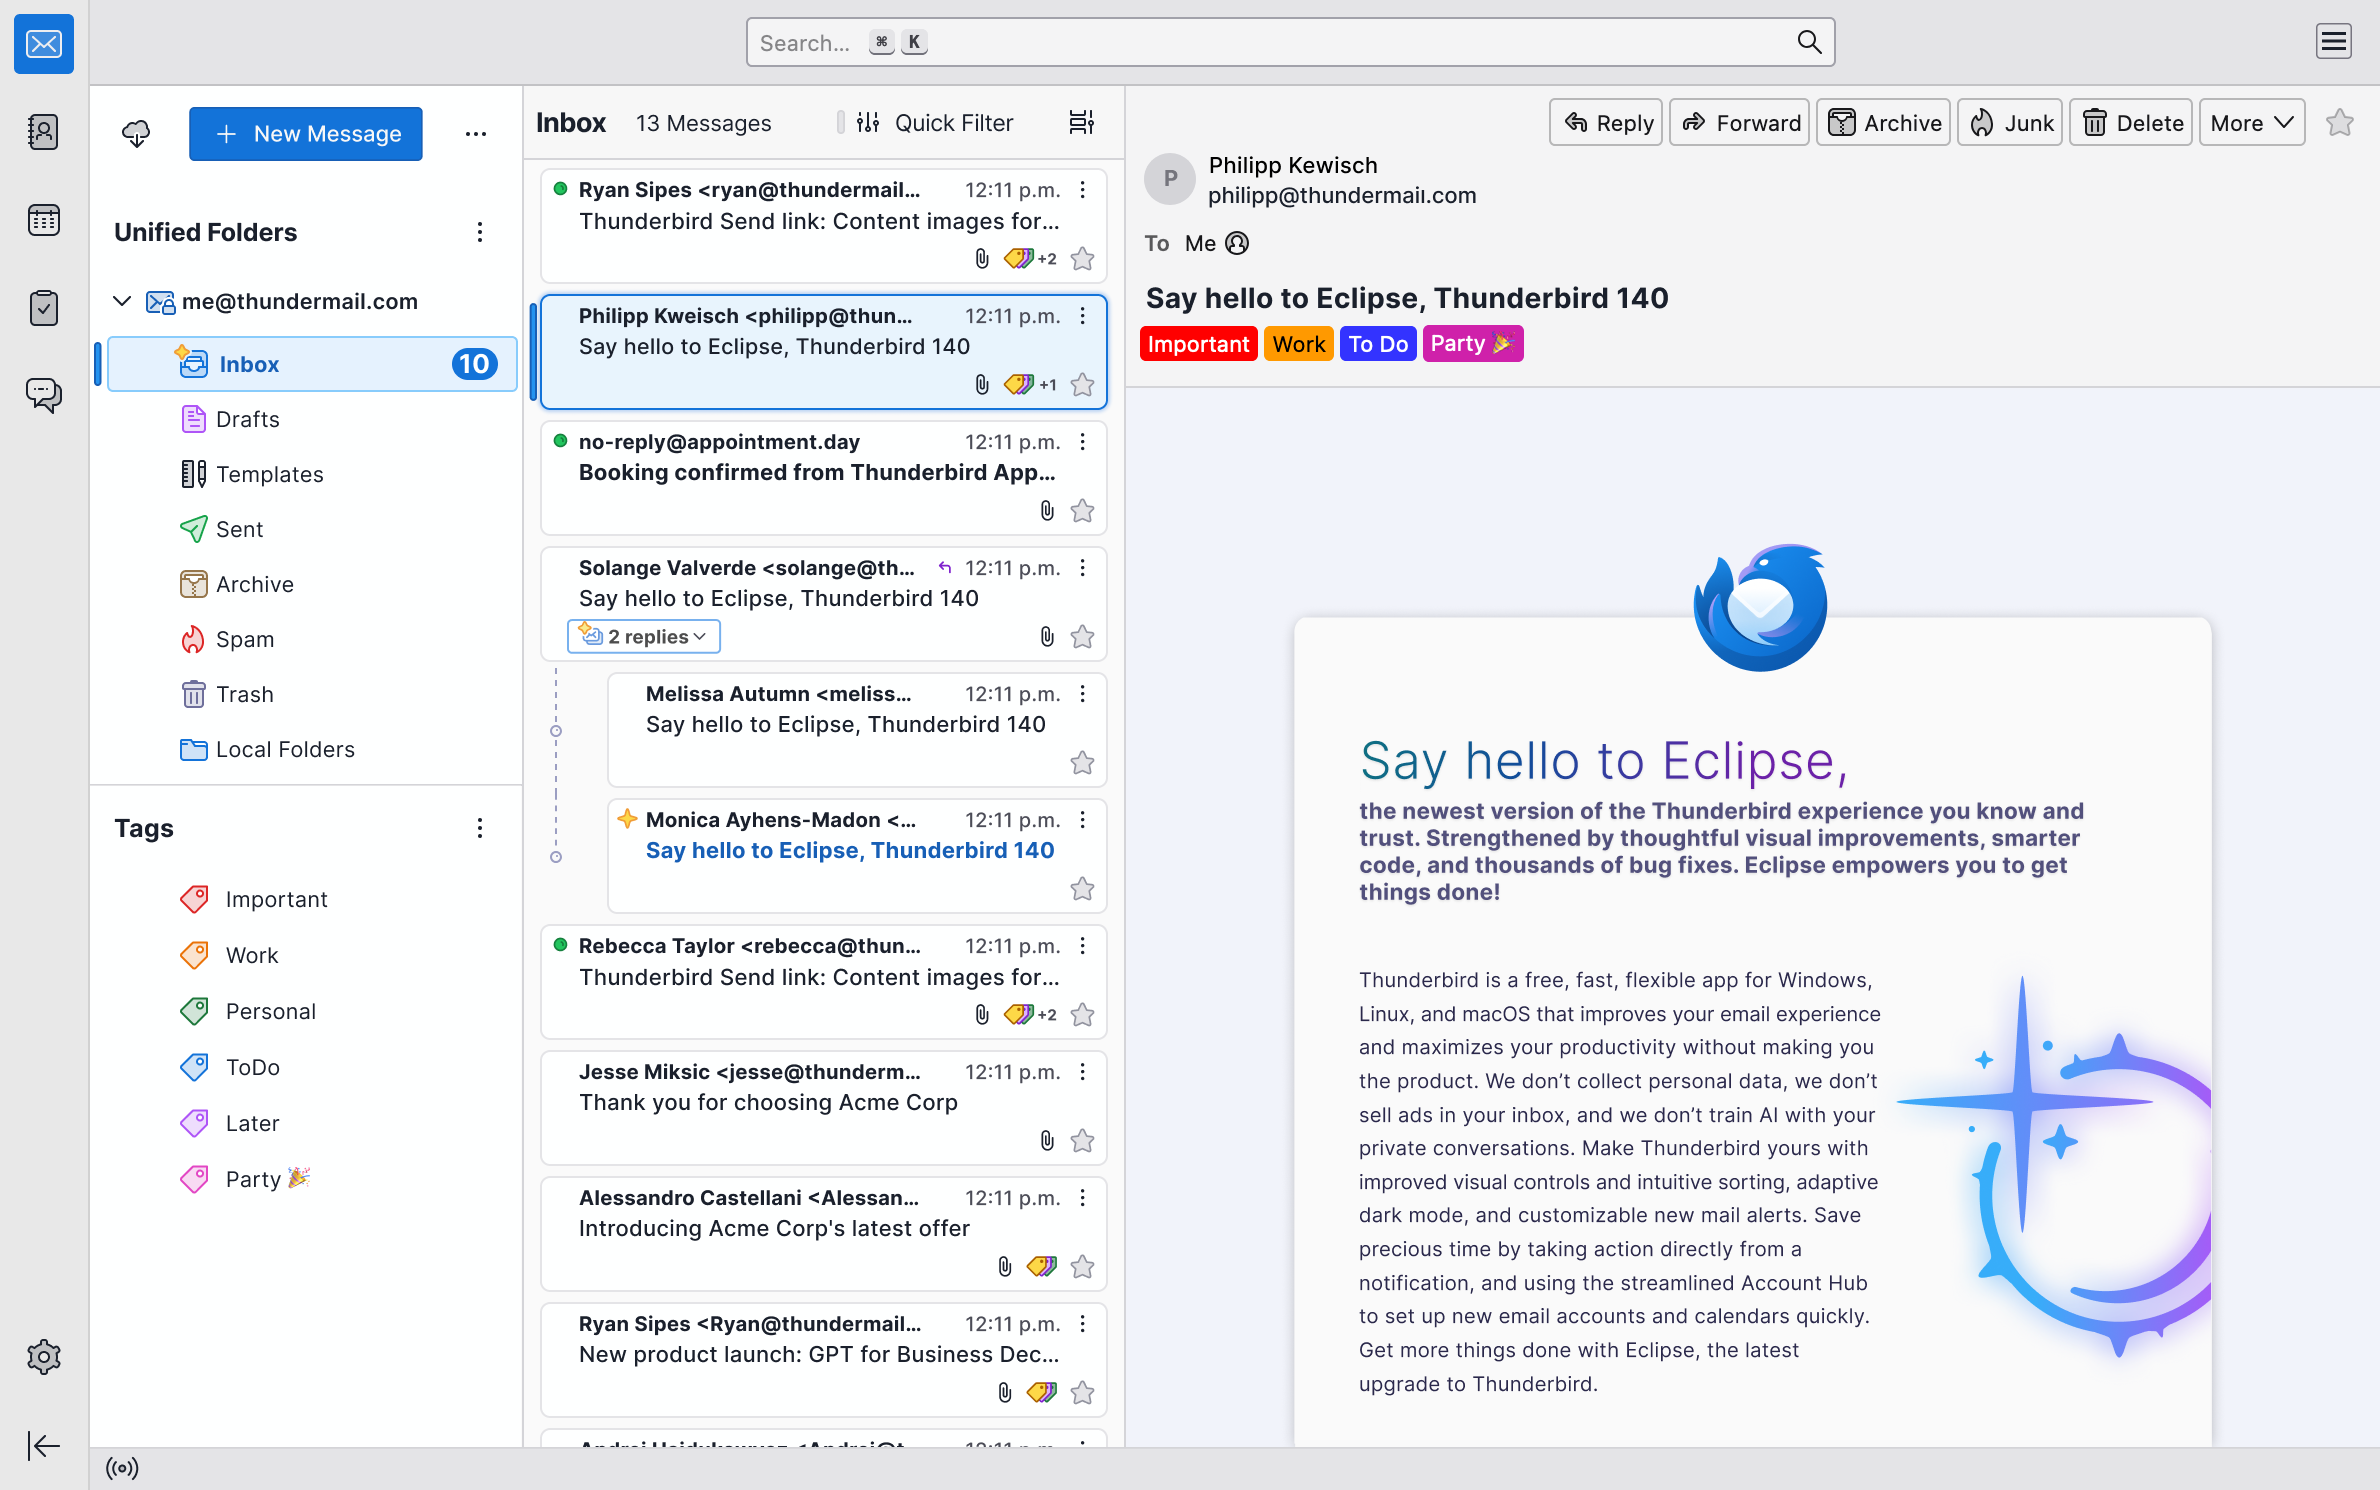 Search... ⌘ K
New Message
Unified Folders
me@thundermail.com
Inbox 10
Drafts
Templates
Sent
Archive
Spam
Trash
Local Folders
Tags
Important
Work
Personal
ToDo
Later
Party 🎉
Inbox 13 Messages Quick Filter
Ryan Sipes <ryan@thundermail... 12:11 p.m.
Thunderbird Send link: Content images for...
+2
Philipp Kweisch <philipp@thun... 12:11 p.m.
Say hello to Eclipse, Thunderbird 140
+1
no-reply@appointment.day 12:11 p.m.
Booking confirmed from Thunderbird App...
Solange Valverde <solange@th... 12:11 p.m.
Say hello to Eclipse, Thunderbird 140
2 replies
Melissa Autumn <meliss... 12:11 p.m.
Say hello to Eclipse, Thunderbird 140
Monica Ayhens-Madon <... 12:11 p.m.
Say hello to Eclipse, Thunderbird 140
Rebecca Taylor <rebecca@thun... 12:11 p.m.
Thunderbird Send link: Content images for...
+2
Jesse Miksic <jesse@thunderm... 12:11 p.m.
Thank you for choosing Acme Corp
Alessandro Castellani <Alessan... 12:11 p.m.
Introducing Acme Corp's latest offer
Ryan Sipes <Ryan@thundermail... 12:11 p.m.
New product launch: GPT for Business Dec...
Reply Forward Archive Junk Delete More
P
Philipp Kewisch
philipp@thundermail.com
To Me
Say hello to Eclipse, Thunderbird 140
Important Work To Do Party 🎉
Say hello to Eclipse,
the newest version of the Thunderbird experience you know and
trust. Strengthened by thoughtful visual improvements, smarter
code, and thousands of bug fixes. Eclipse empowers you to get
things done!
Thunderbird is a free, fast, flexible app for Windows,
Linux, and macOS that improves your email experience
and maximizes your productivity without making you
the product. We don’t collect personal data, we don’t
sell ads in your inbox, and we don’t train AI with your
private conversations. Make Thunderbird yours with
improved visual controls and intuitive sorting, adaptive
dark mode, and customizable new mail alerts. Save
precious time by taking action directly from a
notification, and using the streamlined Account Hub
to set up new email accounts and calendars quickly.
Get more things done with Eclipse, the latest
upgrade to Thunderbird.